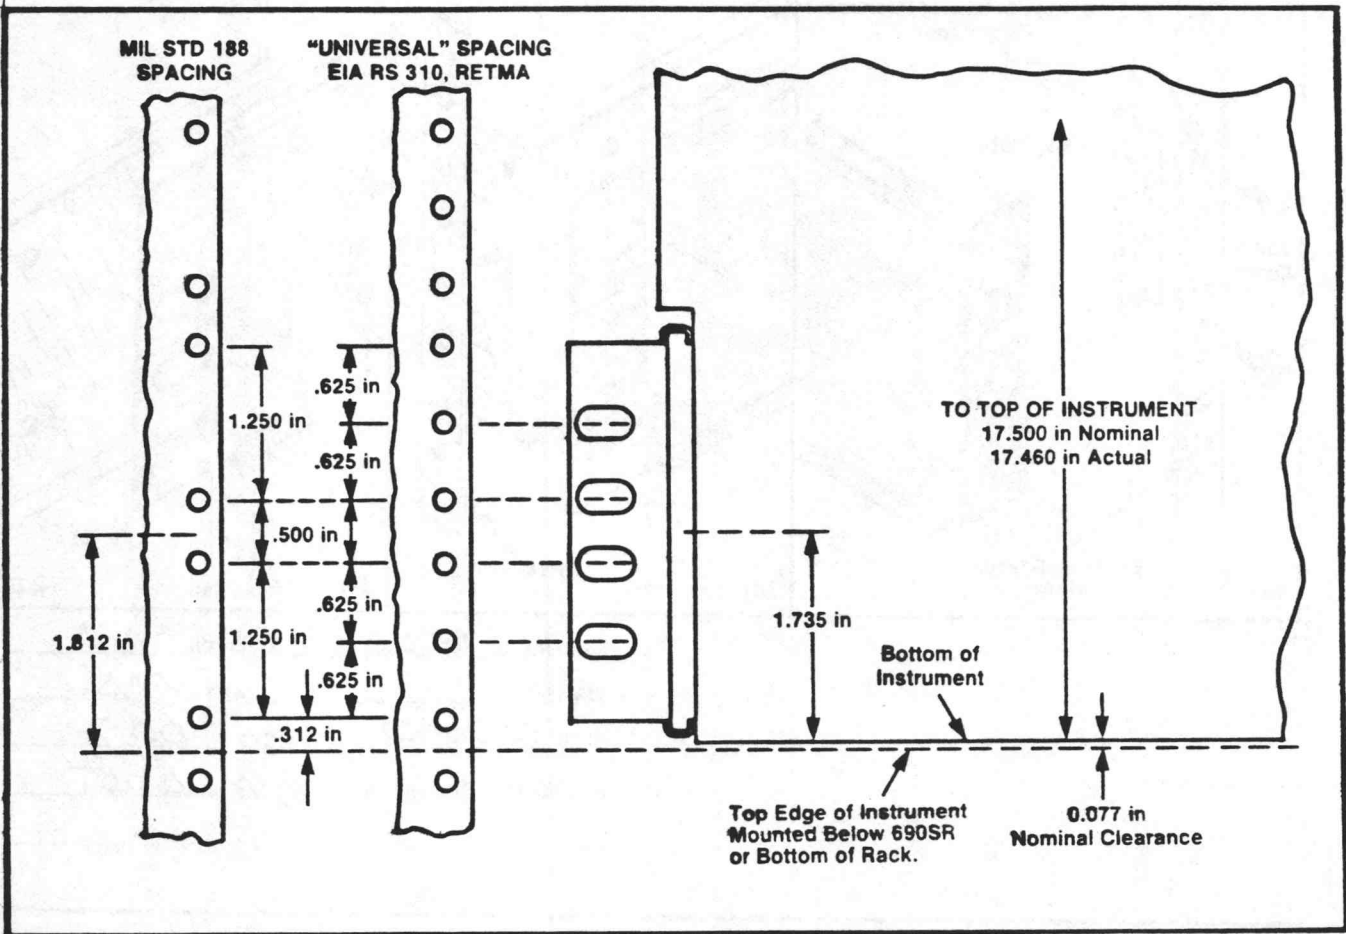 MIL STD 188
SPACING
“UNIVERSAL” SPACING
EIA RS 310, RETMA
.625 in
1.250 in
.625 in
.500 in
.625 in
1.812 in
1.250 in
.625 in
.312 in
TO TOP OF INSTRUMENT
17.500 in Nominal
17.460 in Actual
1.735 in
Bottom of
Instrument
Top Edge of Instrument
Mounted Below 690SR
or Bottom of Rack.
0.077 in
Nominal Clearance